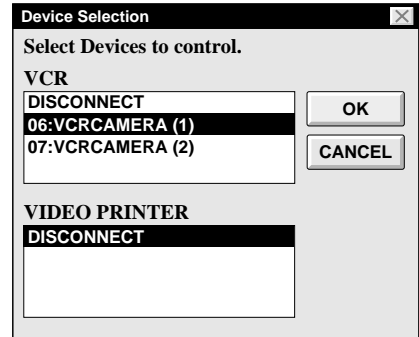 Device Selection
Select Devices to control.
VCR
DISCONNECT
06:VCRCAMERA (1)
07:VCRCAMERA (2)
OK
CANCEL
VIDEO PRINTER
DISCONNECT